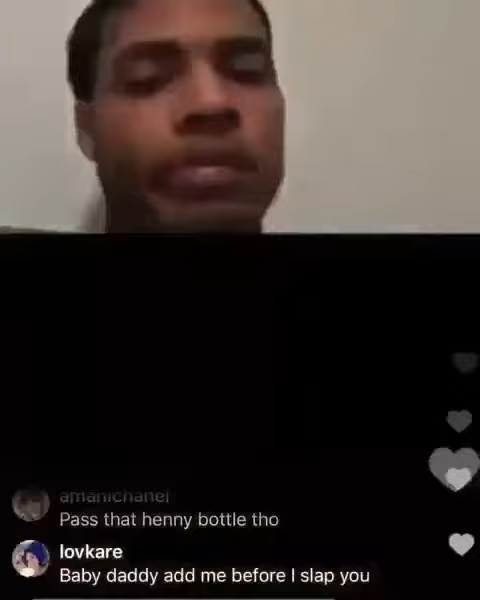 amanichanel
Pass that henny bottle tho
lovkare
Baby daddy add me before I slap you